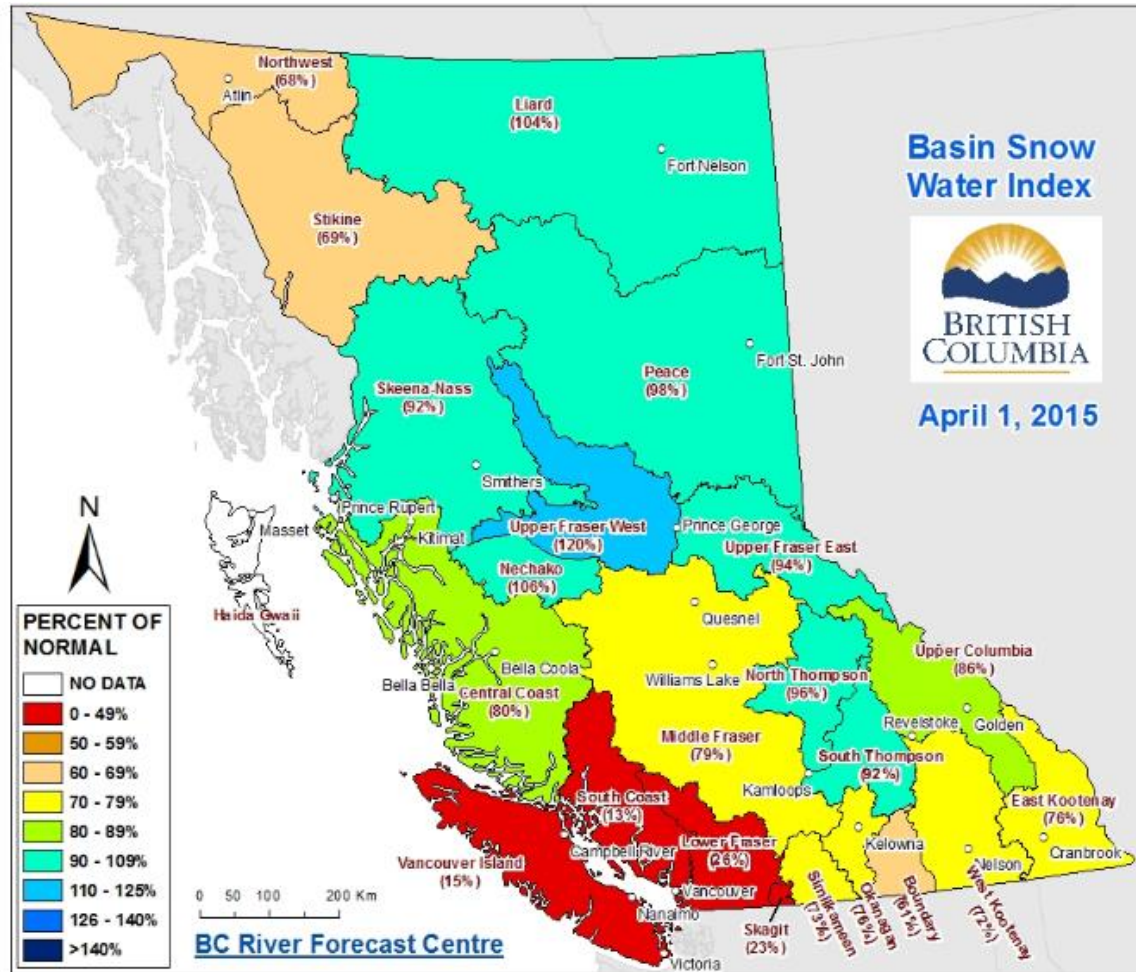 Basin Snow
Water Index
BRITISH
COLUMBIA
April 1, 2015
Northwest
(68%)
Atlin
Liard
(104%)
Fort Nelson
Stikine
(69%)
Fort St. John
Peace
(98%)
Skeena-Nass
(92%)
Smithers
Prince Rupert
Masset
Kitimat
Upper Fraser West
(120%)
Prince George
Upper Fraser East
(94%)
Nechako
(106%)
Haida Gwaii
Quesnel
Bella Coola
Williams Lake
Bella Bella
Central Coast
(80%)
North Thompson
(96%)
Upper Columbia
(86%)
Revelstoke
Golden
Middle Fraser
(79%)
South Thompson
(92%)
Kamloops
South Coast
(13%)
East Kootenay
(76%)
Kelowna
Cranbrook
Nelson
Campbell River
Lower Fraser
(26%)
Vancouver Island
(15%)
Vancouver
Nanaimo
Victoria
Skagit
(23%)
Similkameen
(73%)
Okanagan
(78%)
Boundary
(61%)
West Kootenay
(72%)
N
PERCENT OF
NORMAL
NO DATA
0 - 49%
50 - 59%
60 - 69%
70 - 79%
80 - 89%
90 - 109%
110 - 125%
126 - 140%
>140%
0 50 100 200 Km
BC River Forecast Centre